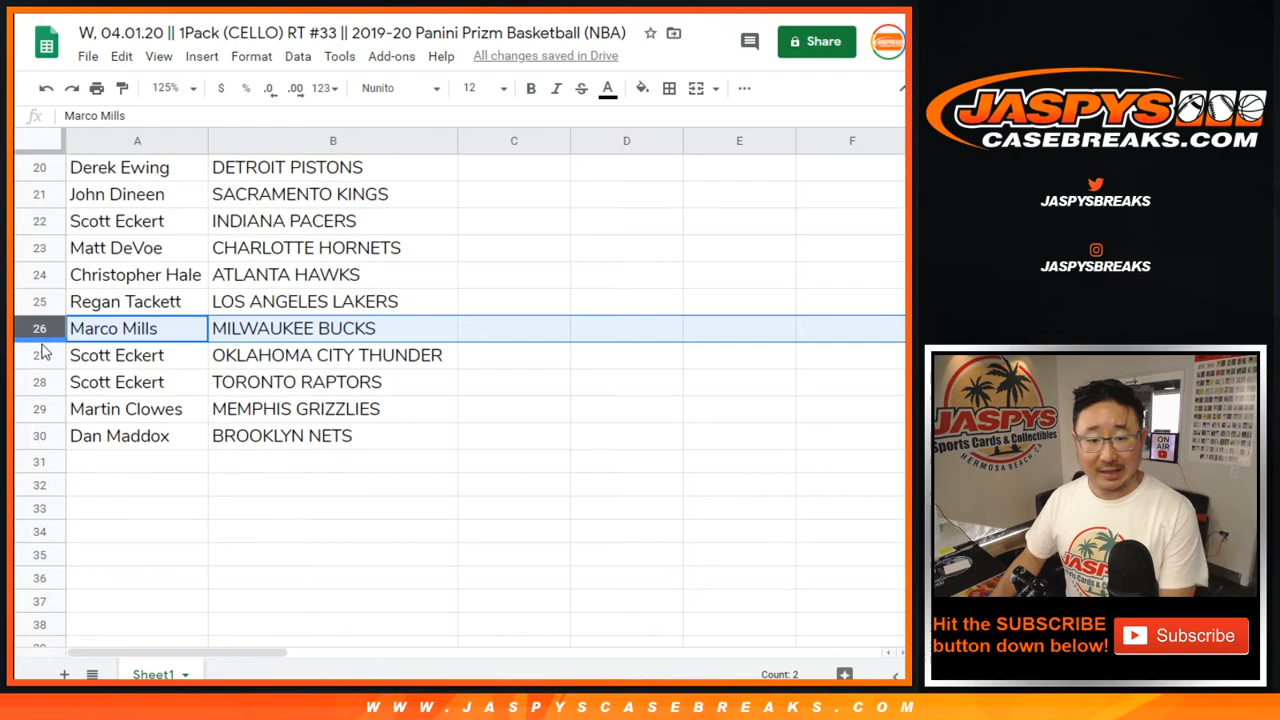 W, 04.01.20 || 1Pack (CELLO) RT #33 || 2019-20 Panini Prizm Basketball (NBA)
File Edit View Insert Format Data Tools Add-ons Help All changes saved in Drive
Share
125% $ % .0 .00 123 Nunito 12 B I S A
fx Marco Mills
A B C D E F
20 Derek Ewing DETROIT PISTONS
21 John Dineen SACRAMENTO KINGS
22 Scott Eckert INDIANA PACERS
23 Matt DeVoe CHARLOTTE HORNETS
24 Christopher Hale ATLANTA HAWKS
25 Regan Tackett LOS ANGELES LAKERS
26 Marco Mills MILWAUKEE BUCKS
Scott Eckert OKLAHOMA CITY THUNDER
28 Scott Eckert TORONTO RAPTORS
29 Martin Clowes MEMPHIS GRIZZLIES
30 Dan Maddox BROOKLYN NETS
31
32
33
34
35
36
37
38
Sheet1
Count: 2
JASPYS
CASEBREAKS.COM
JASPYSBREAKS
JASPYSBREAKS
JASPYS
Sports Cards & Collectibles
HERMOSA BEACH, CA
ON
AIR
Hit the SUBSCRIBE
button down below!
Subscribe
WWW.JASPYSCASEBREAKS.COM